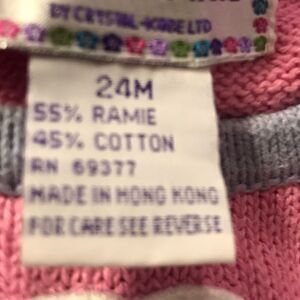 BY CRYSTAL-KOBE LTD
24M
55% RAMIE
45% COTTON
RN 69377
MADE IN HONG KONG
FOR CARE SEE REVERSE